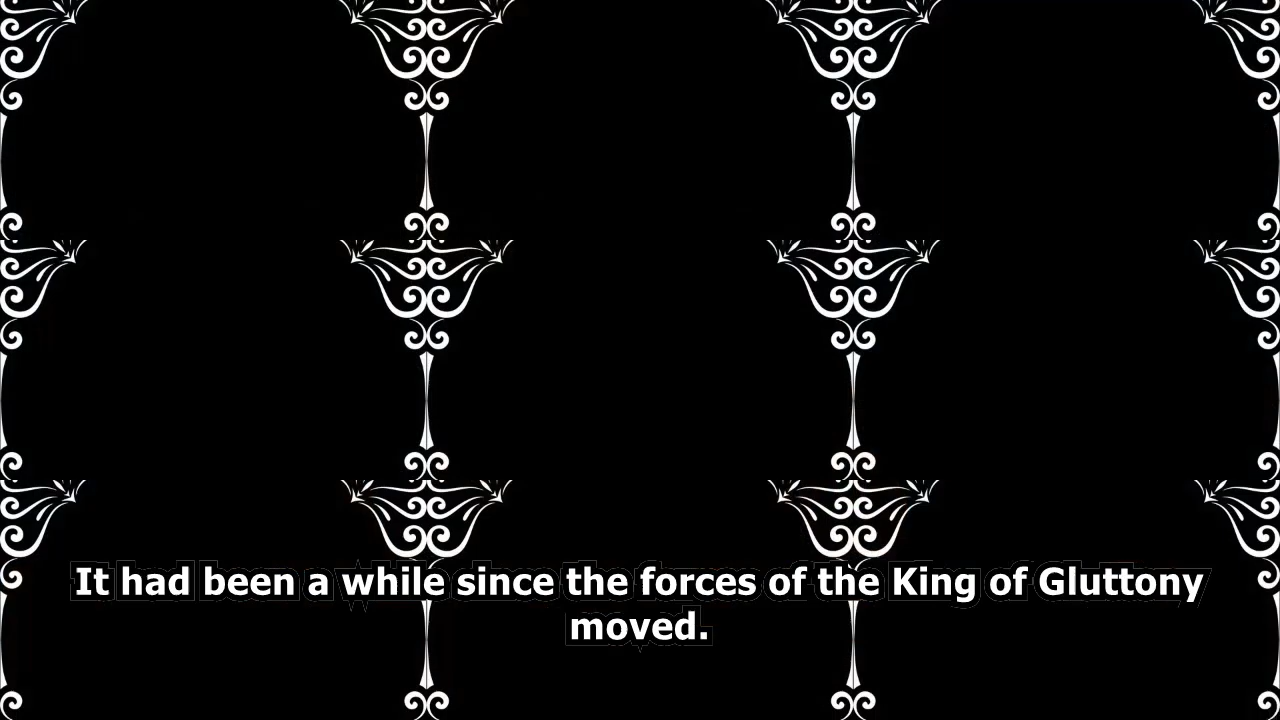 It had been a while since the forces of the King of Gluttony
moved.